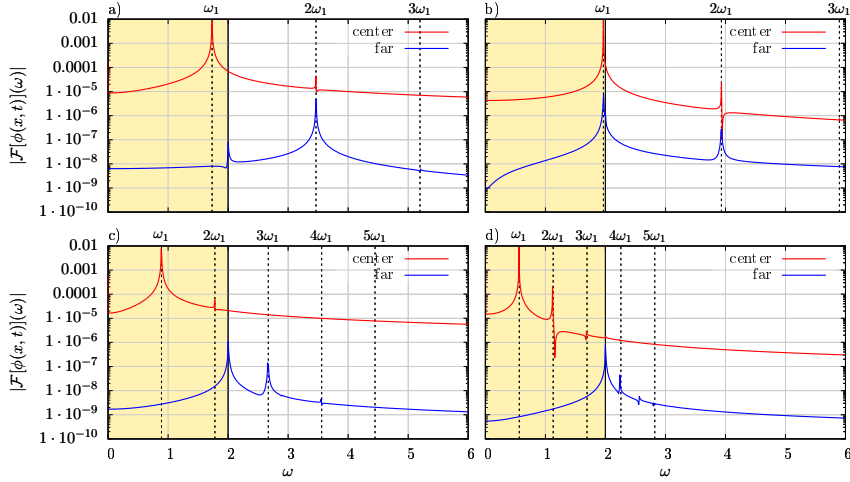 a) ω₁ 2ω₁ 3ω₁
b) ω₁ 2ω₁ 3ω₁
|F[ϕ(x, t)](ω)|
0.01
0.001
0.0001
1 · 10⁻⁵
1 · 10⁻⁶
1 · 10⁻⁷
1 · 10⁻⁸
1 · 10⁻⁹
1 · 10⁻¹⁰
center
far
center
far
c) ω₁ 2ω₁ 3ω₁ 4ω₁ 5ω₁
d) ω₁ 2ω₁ 3ω₁ 4ω₁ 5ω₁
|F[ϕ(x, t)](ω)|
0.01
0.001
0.0001
1 · 10⁻⁵
1 · 10⁻⁶
1 · 10⁻⁷
1 · 10⁻⁸
1 · 10⁻⁹
1 · 10⁻¹⁰
center
far
center
far
0 1 2 3 4 5 6
0 1 2 3 4 5 6
ω
ω